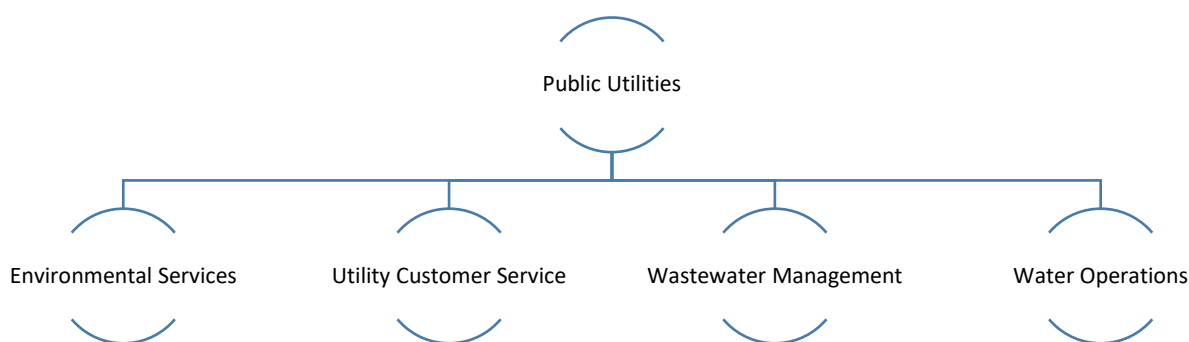 Public Utilities
Environmental Services
Utility Customer Service
Wastewater Management
Water Operations